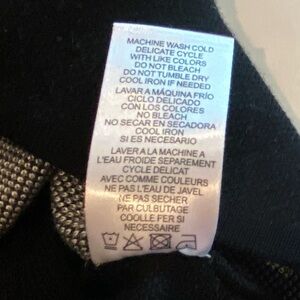 MACHINE WASH COLD
DELICATE CYCLE
WITH LIKE COLORS
DO NOT BLEACH
DO NOT TUMBLE DRY
COOL IRON IF NEEDED
LAVAR A MÁQUINA FRÍO
CICLO DELICADO
CON LOS COLORES
NO BLEACH
NO SECAR EN SECADORA
COOL IRON
SI ES NECESARIO
LAVER A LA MACHINE A
L'EAU FROIDE SEPAREMENT
CYCLE DELICAT
AVEC COMME COULEURS
NE PAS L'EAU DE JAVEL
NE PAS SECHER
PAR CULBUTAGE
COOLLE FER SI
NECESSAIRE